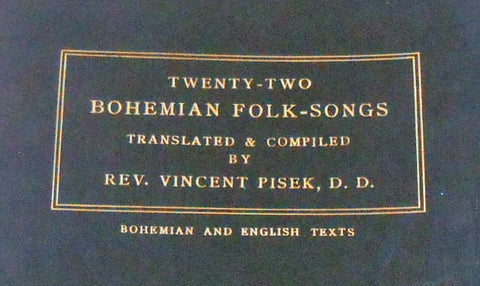 TWENTY-TWO
BOHEMIAN FOLK-SONGS
TRANSLATED & COMPILED
BY
REV. VINCENT PISEK, D. D.
BOHEMIAN AND ENGLISH TEXTS